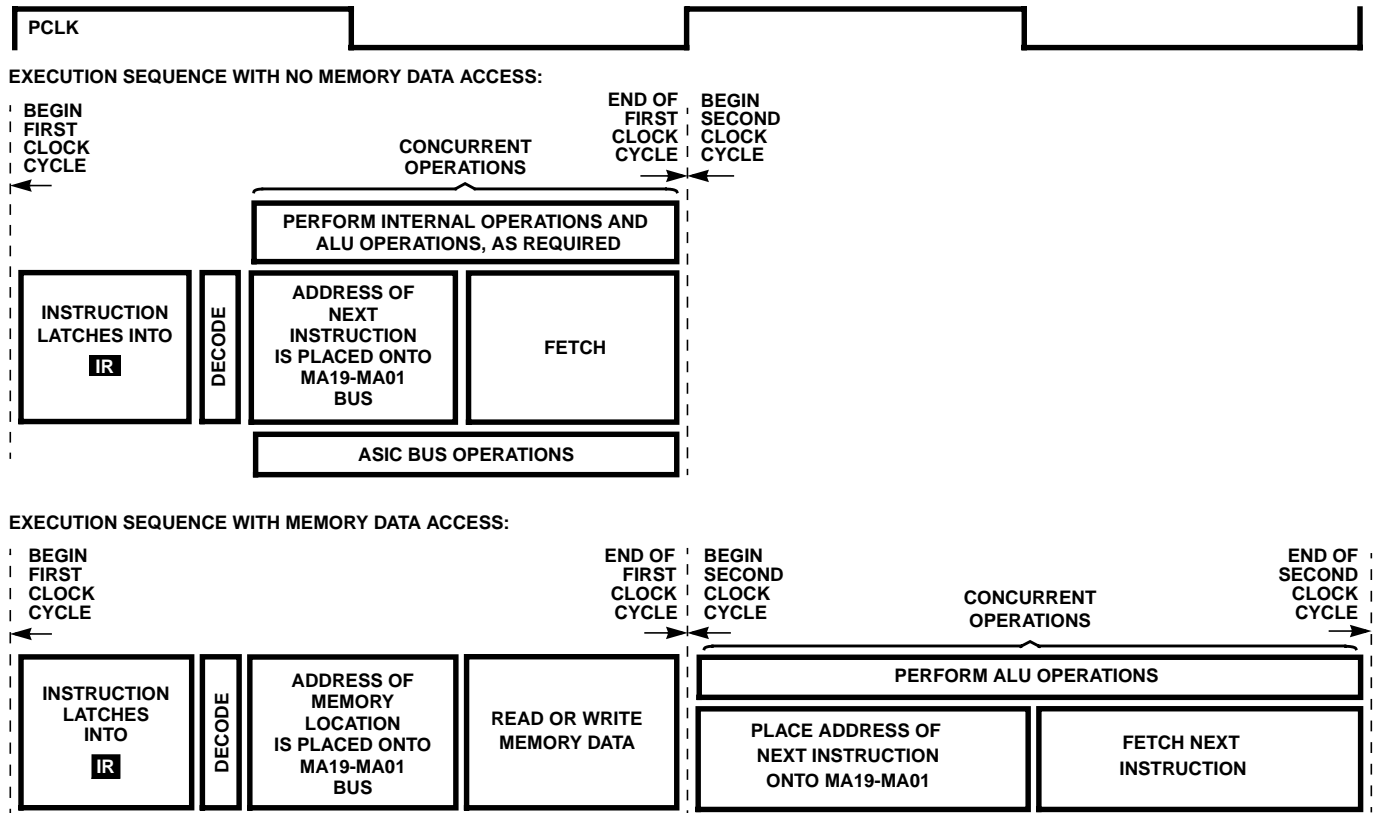 PCLK
EXECUTION SEQUENCE WITH NO MEMORY DATA ACCESS:
BEGIN
FIRST
CLOCK
CYCLE
CONCURRENT
OPERATIONS
END OF
FIRST
CLOCK
CYCLE
BEGIN
SECOND
CLOCK
CYCLE
PERFORM INTERNAL OPERATIONS AND
ALU OPERATIONS, AS REQUIRED
INSTRUCTION
LATCHES INTO
IR
DECODE
ADDRESS OF
NEXT
INSTRUCTION
IS PLACED ONTO
MA19-MA01
BUS
FETCH
ASIC BUS OPERATIONS
EXECUTION SEQUENCE WITH MEMORY DATA ACCESS:
BEGIN
FIRST
CLOCK
CYCLE
END OF
FIRST
CLOCK
CYCLE
BEGIN
SECOND
CLOCK
CYCLE
CONCURRENT
OPERATIONS
END OF
SECOND
CLOCK
CYCLE
INSTRUCTION
LATCHES
INTO
IR
DECODE
ADDRESS OF
MEMORY
LOCATION
IS PLACED ONTO
MA19-MA01
BUS
READ OR WRITE
MEMORY DATA
PERFORM ALU OPERATIONS
PLACE ADDRESS OF
NEXT INSTRUCTION
ONTO MA19-MA01
FETCH NEXT
INSTRUCTION